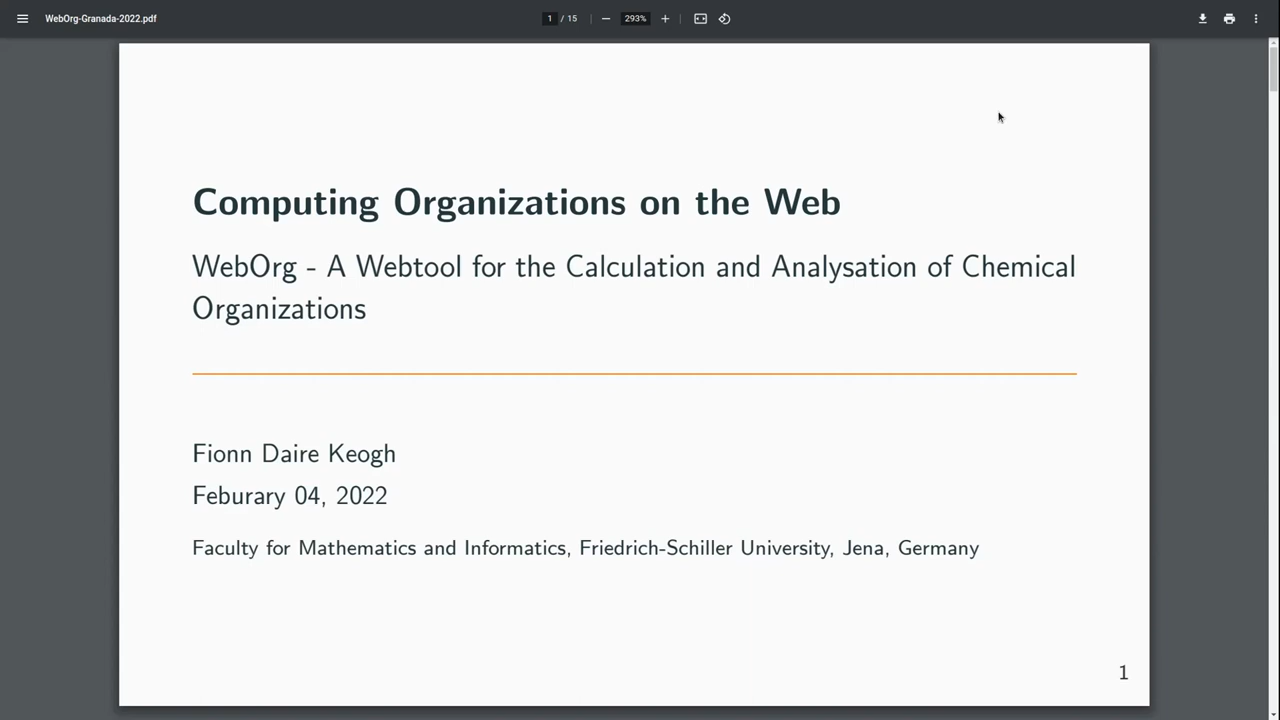 WebOrg-Granada-2022.pdf
1 / 15
293%
Computing Organizations on the Web
WebOrg - A Webtool for the Calculation and Analysation of Chemical
Organizations
Fionn Daire Keogh
Feburary 04, 2022
Faculty for Mathematics and Informatics, Friedrich-Schiller University, Jena, Germany
1